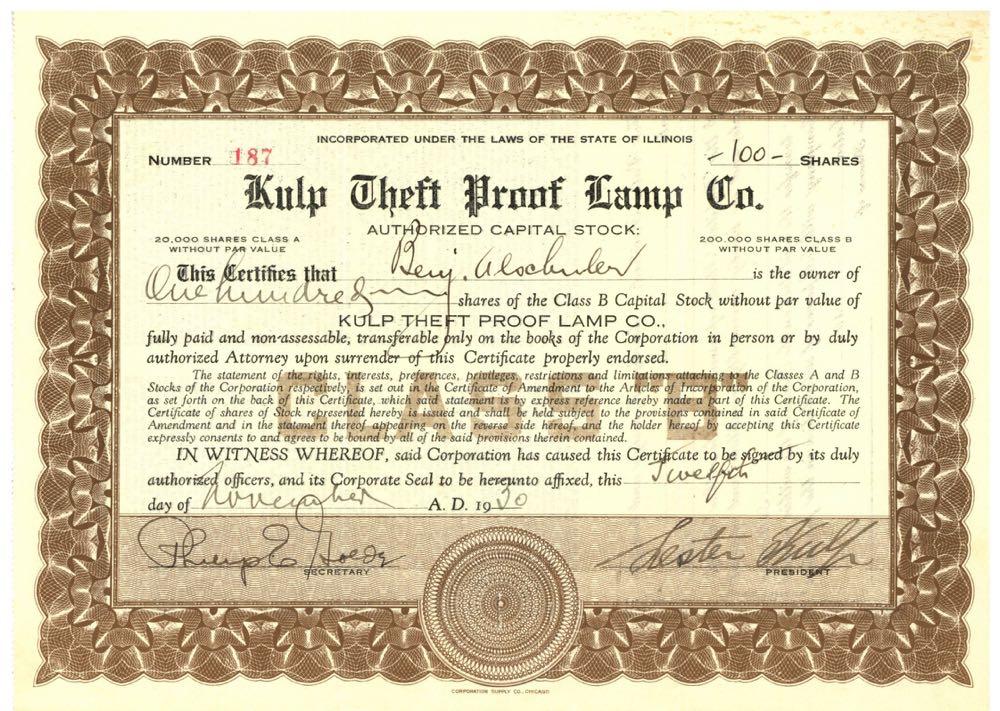 INCORPORATED UNDER THE LAWS OF THE STATE OF ILLINOIS
NUMBER 187 -100- SHARES
Kulp Theft Proof Lamp Co.
AUTHORIZED CAPITAL STOCK:
20,000 SHARES CLASS A
WITHOUT PAR VALUE
200,000 SHARES CLASS B
WITHOUT PAR VALUE
This Certifies that Benj. Alschuler is the owner of
One hundred shares of the Class B Capital Stock without par value of
KULP THEFT PROOF LAMP CO.,
fully paid and non-assessable, transferable only on the books of the Corporation in person or by duly
authorized Attorney upon surrender of this Certificate properly endorsed.
The statement of the rights, interests, preferences, privileges, restrictions and limitations attaching to the Classes A and B
Stocks of the Corporation respectively, is set out in the Certificate of Amendment to the Articles of Incorporation of the Corporation,
as set forth on the back of this Certificate, which said statement is by express reference hereby made a part of this Certificate. The
Certificate of shares of Stock represented hereby is issued and shall be held subject to the provisions contained in said Certificate of
Amendment and in the statement thereof appearing on the reverse side hereof, and the holder hereof by accepting this Certificate
expressly consents to and agrees to be bound by all of the said provisions therein contained.
CLASS B
IN WITNESS WHEREOF, said Corporation has caused this Certificate to be signed by its duly
authorized officers, and its Corporate Seal to be hereunto affixed, this Twelfth
day of November A. D. 1930
Philip E Lester Kulp
SECRETARY PRESIDENT
CORPORATION SUPPLY CO., CHICAGO